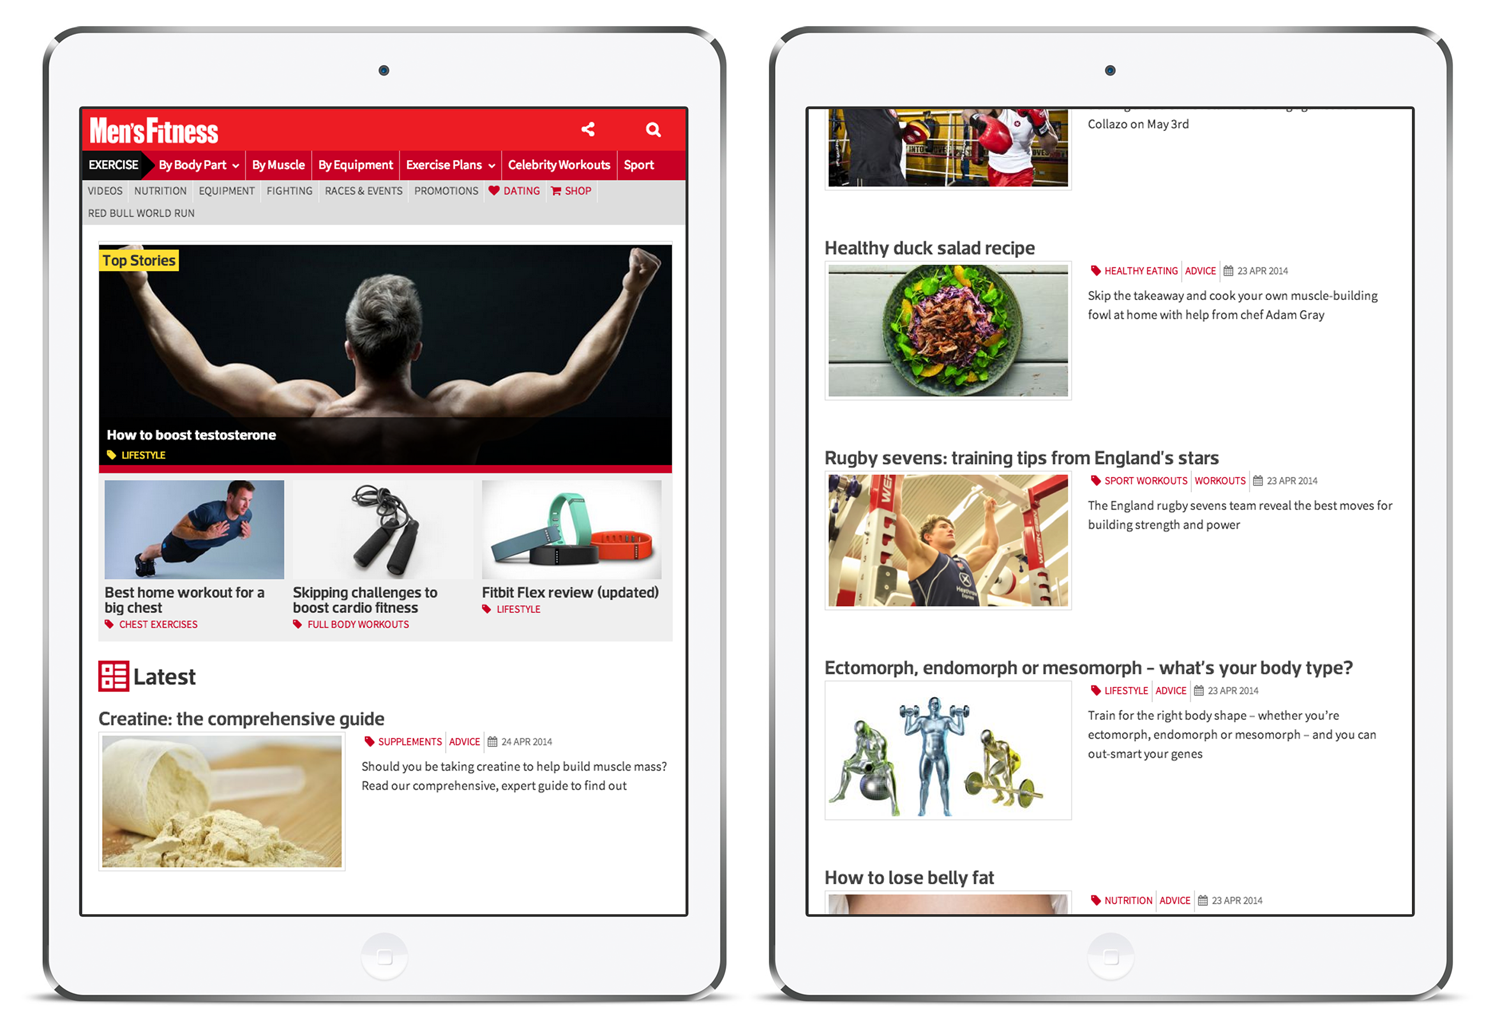 Men's Fitness
EXERCISE By Body Part By Muscle By Equipment Exercise Plans Celebrity Workouts Sport
VIDEOS NUTRITION EQUIPMENT FIGHTING RACES & EVENTS PROMOTIONS DATING SHOP
RED BULL WORLD RUN
Top Stories
How to boost testosterone
LIFESTYLE
Best home workout for a
big chest
CHEST EXERCISES
Skipping challenges to
boost cardio fitness
FULL BODY WORKOUTS
Fitbit Flex review (updated)
LIFESTYLE
Latest
Creatine: the comprehensive guide
SUPPLEMENTS ADVICE 24 APR 2014
Should you be taking creatine to help build muscle mass?
Read our comprehensive, expert guide to find out
Collazo on May 3rd
Healthy duck salad recipe
HEALTHY EATING ADVICE 23 APR 2014
Skip the takeaway and cook your own muscle-building
fowl at home with help from chef Adam Gray
Rugby sevens: training tips from England's stars
SPORT WORKOUTS WORKOUTS 23 APR 2014
The England rugby sevens team reveal the best moves for
building strength and power
Ectomorph, endomorph or mesomorph – what's your body type?
LIFESTYLE ADVICE 23 APR 2014
Train for the right body shape – whether you're
ectomorph, endomorph or mesomorph – and you can
out-smart your genes
How to lose belly fat
NUTRITION ADVICE 23 APR 2014